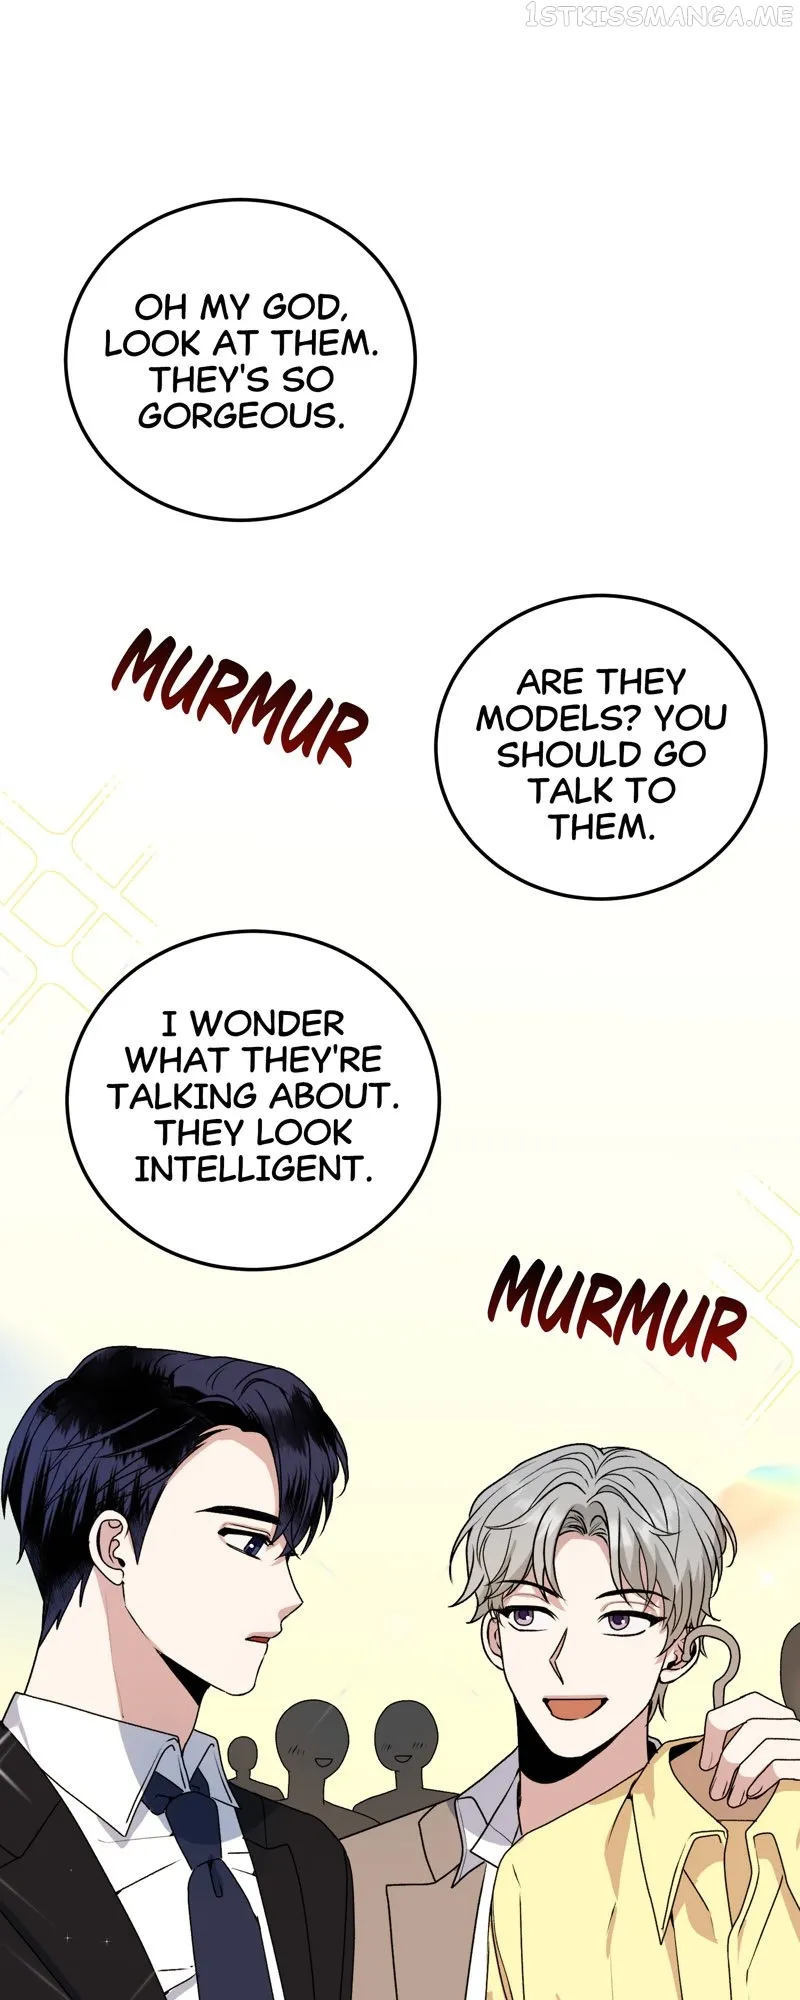 1STKISSMANGA.ME
OH MY GOD,
LOOK AT THEM.
THEY'S SO
GORGEOUS.
MURMUR
ARE THEY
MODELS? YOU
SHOULD GO
TALK TO
THEM.
I WONDER
WHAT THEY'RE
TALKING ABOUT.
THEY LOOK
INTELLIGENT.
MURMUR